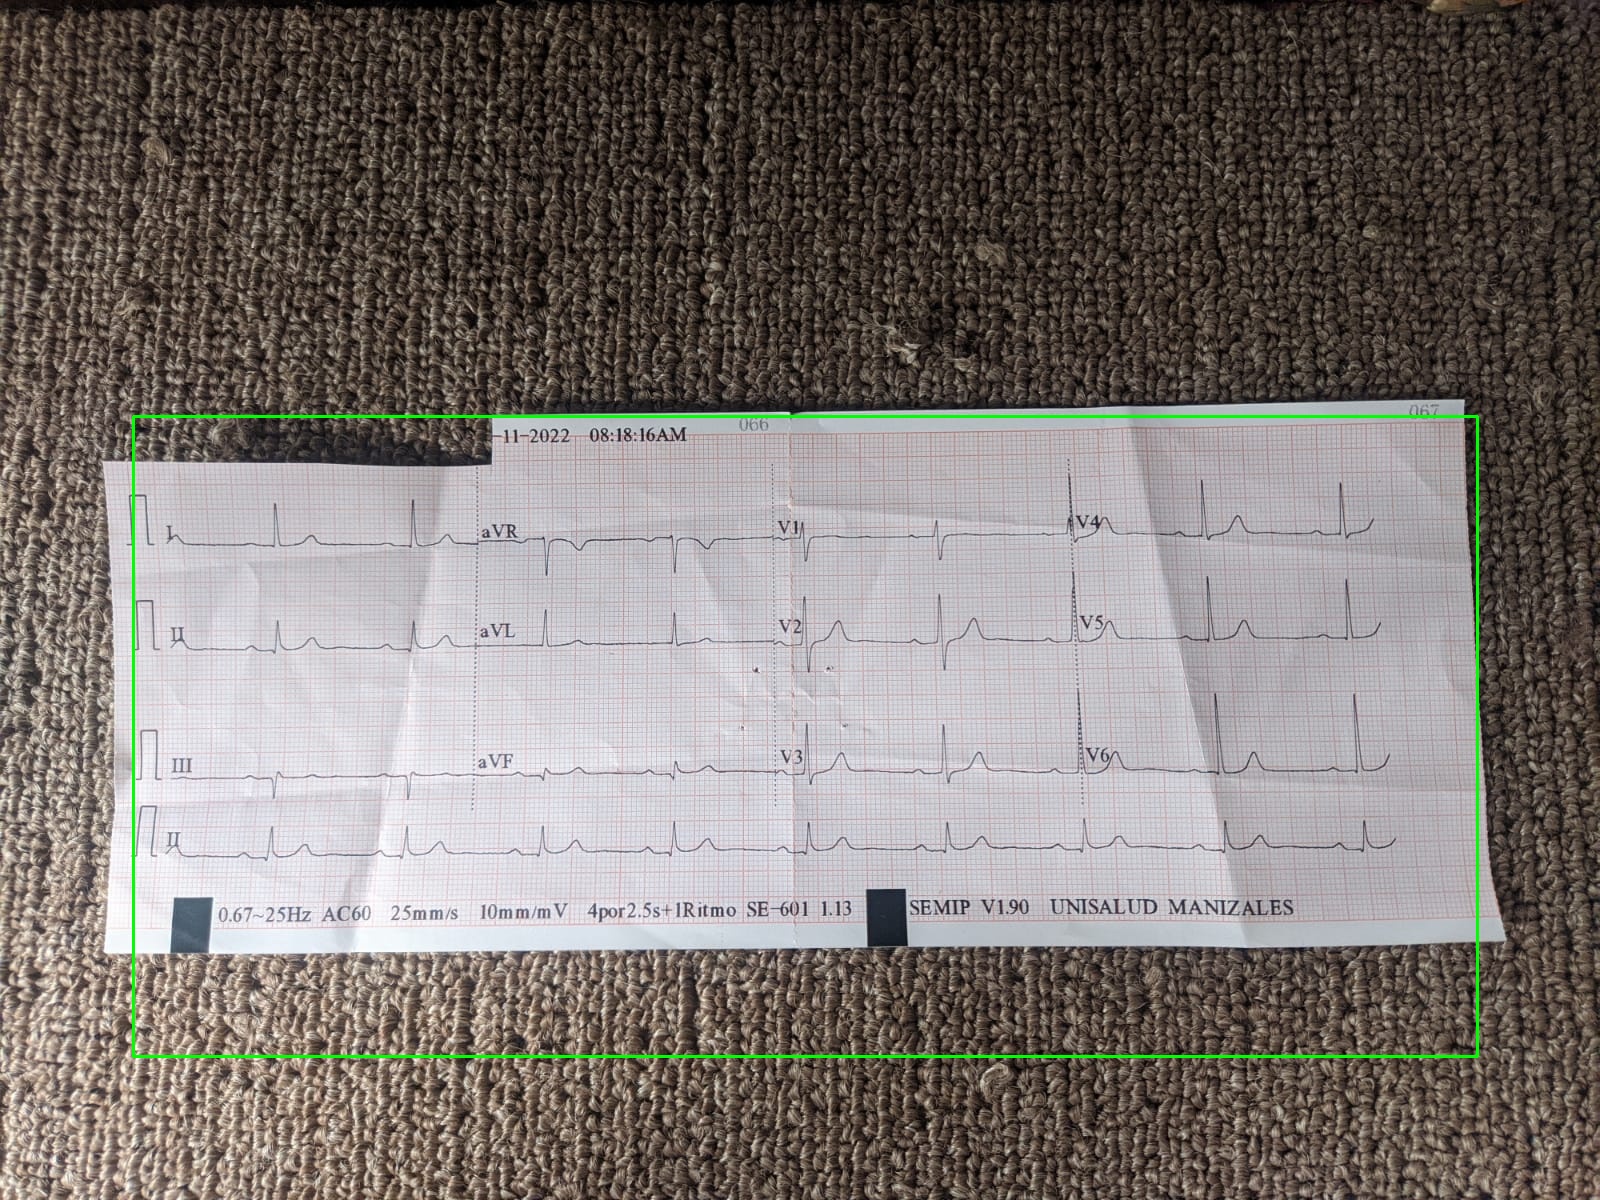 066
067
-11-2022 08:18:16AM
I
aVR
V1
V4
II
aVL
V2
V5
III
aVF
V3
V6
II
0.67~25Hz AC60 25mm/s 10mm/mV 4por2.5s+1Ritmo SE-601 1.13
SEMIP V1.90 UNISALUD MANIZALES